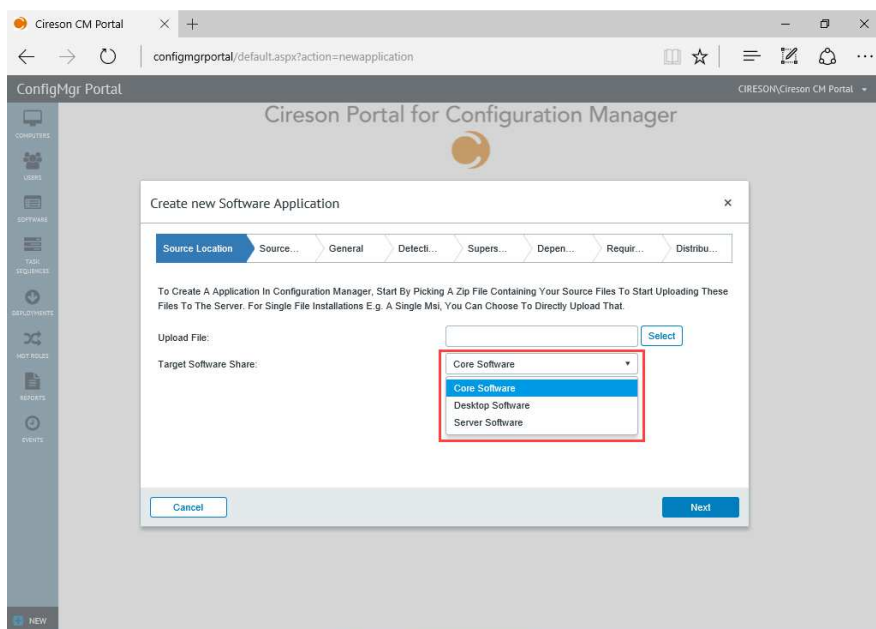 Cireson CM Portal
configmgrportal/default.aspx?action=newapplication
ConfigMgr Portal
CIRESON\Cireson CM Portal
Cireson Portal for Configuration Manager
COMPUTERS
USERS
SOFTWARE
TASK
SEQUENCES
DEPLOYMENTS
HOT ROLES
REPORTS
EVENTS
NEW
Create new Software Application
Source Location Source... General Detecti... Supers... Depen... Requir... Distribu...
To Create A Application In Configuration Manager, Start By Picking A Zip File Containing Your Source Files To Start Uploading These
Files To The Server. For Single File Installations E.g. A Single Msi, You Can Choose To Directly Upload That.
Upload File:
Select
Target Software Share:
Core Software
Core Software
Desktop Software
Server Software
Cancel
Next